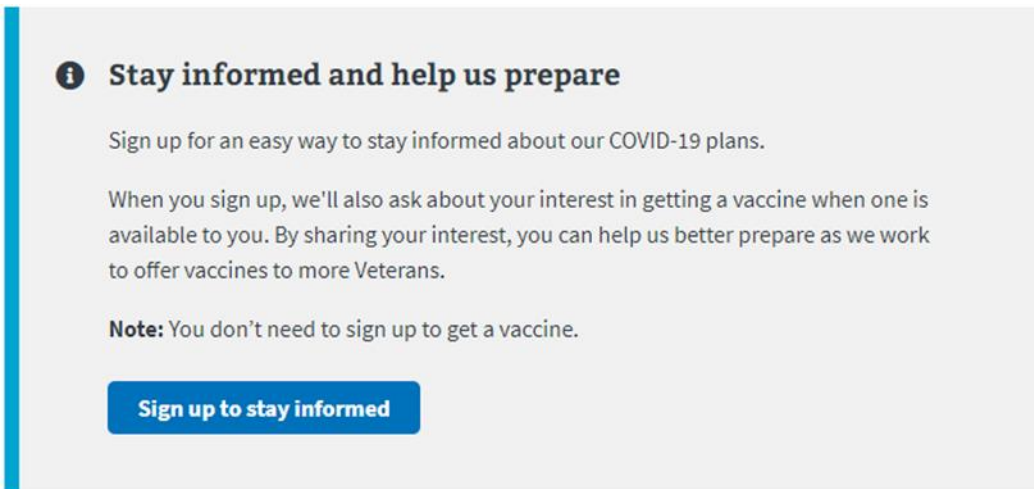 Stay informed and help us prepare
Sign up for an easy way to stay informed about our COVID-19 plans.
When you sign up, we'll also ask about your interest in getting a vaccine when one is
available to you. By sharing your interest, you can help us better prepare as we work
to offer vaccines to more Veterans.
Note: You don’t need to sign up to get a vaccine.
Sign up to stay informed